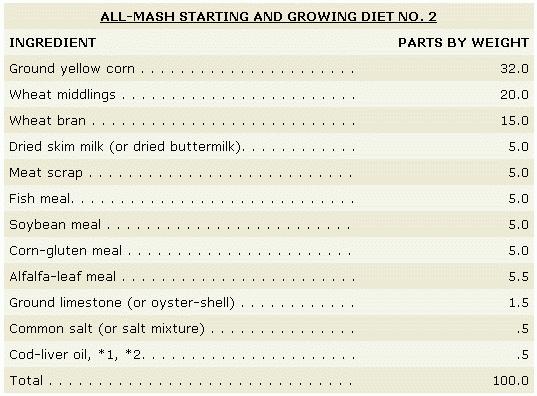 ALL-MASH STARTING AND GROWING DIET NO. 2
INGREDIENT PARTS BY WEIGHT
Ground yellow corn . . . . . . . . . . . . . . . . . . . . . . . 32.0
Wheat middlings . . . . . . . . . . . . . . . . . . . . . . . . . 20.0
Wheat bran . . . . . . . . . . . . . . . . . . . . . . . . . . . . 15.0
Dried skim milk (or dried buttermilk). . . . . . . . . . . . 5.0
Meat scrap . . . . . . . . . . . . . . . . . . . . . . . . . . . . 5.0
Fish meal. . . . . . . . . . . . . . . . . . . . . . . . . . . . . . 5.0
Soybean meal . . . . . . . . . . . . . . . . . . . . . . . . . . 5.0
Corn-gluten meal . . . . . . . . . . . . . . . . . . . . . . . . 5.0
Alfalfa-leaf meal . . . . . . . . . . . . . . . . . . . . . . . . . 5.5
Ground limestone (or oyster-shell) . . . . . . . . . . . . 1.5
Common salt (or salt mixture) . . . . . . . . . . . . . . . .5
Cod-liver oil, *1, *2. . . . . . . . . . . . . . . . . . . . . . .5
Total . . . . . . . . . . . . . . . . . . . . . . . . . . . . . . . . . 100.0